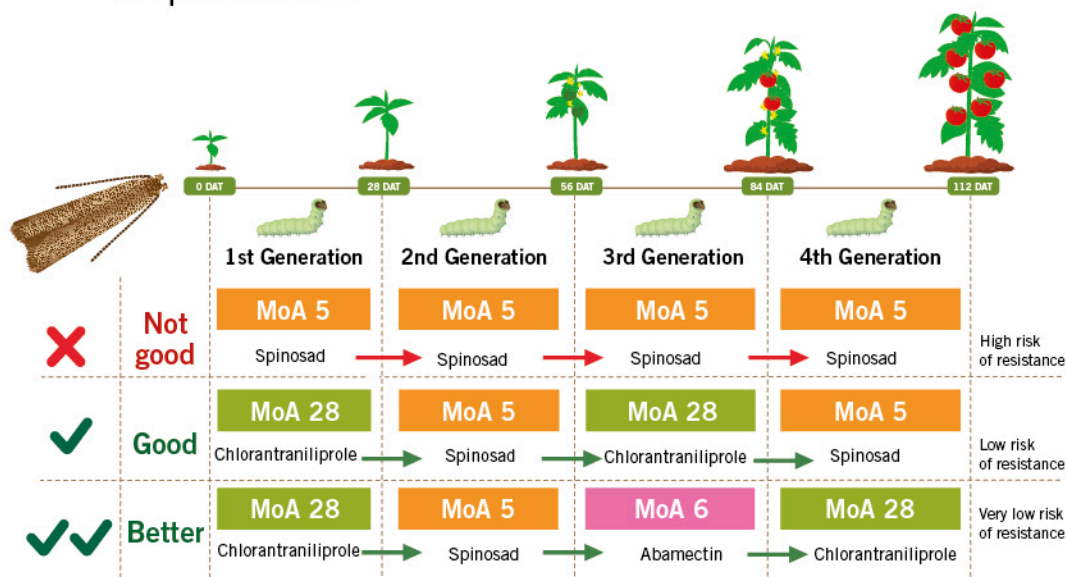 0 DAT
28 DAT
56 DAT
84 DAT
112 DAT
1st Generation
2nd Generation
3rd Generation
4th Generation
Not
good
MoA 5
MoA 5
MoA 5
MoA 5
Spinosad
Spinosad
Spinosad
Spinosad
High risk
of resistance
Good
MoA 28
MoA 5
MoA 28
MoA 5
Chlorantraniliprole
Spinosad
Chlorantraniliprole
Spinosad
Low risk
of resistance
Better
MoA 28
MoA 5
MoA 6
MoA 28
Chlorantraniliprole
Spinosad
Abamectin
Chlorantraniliprole
Very low risk
of resistance